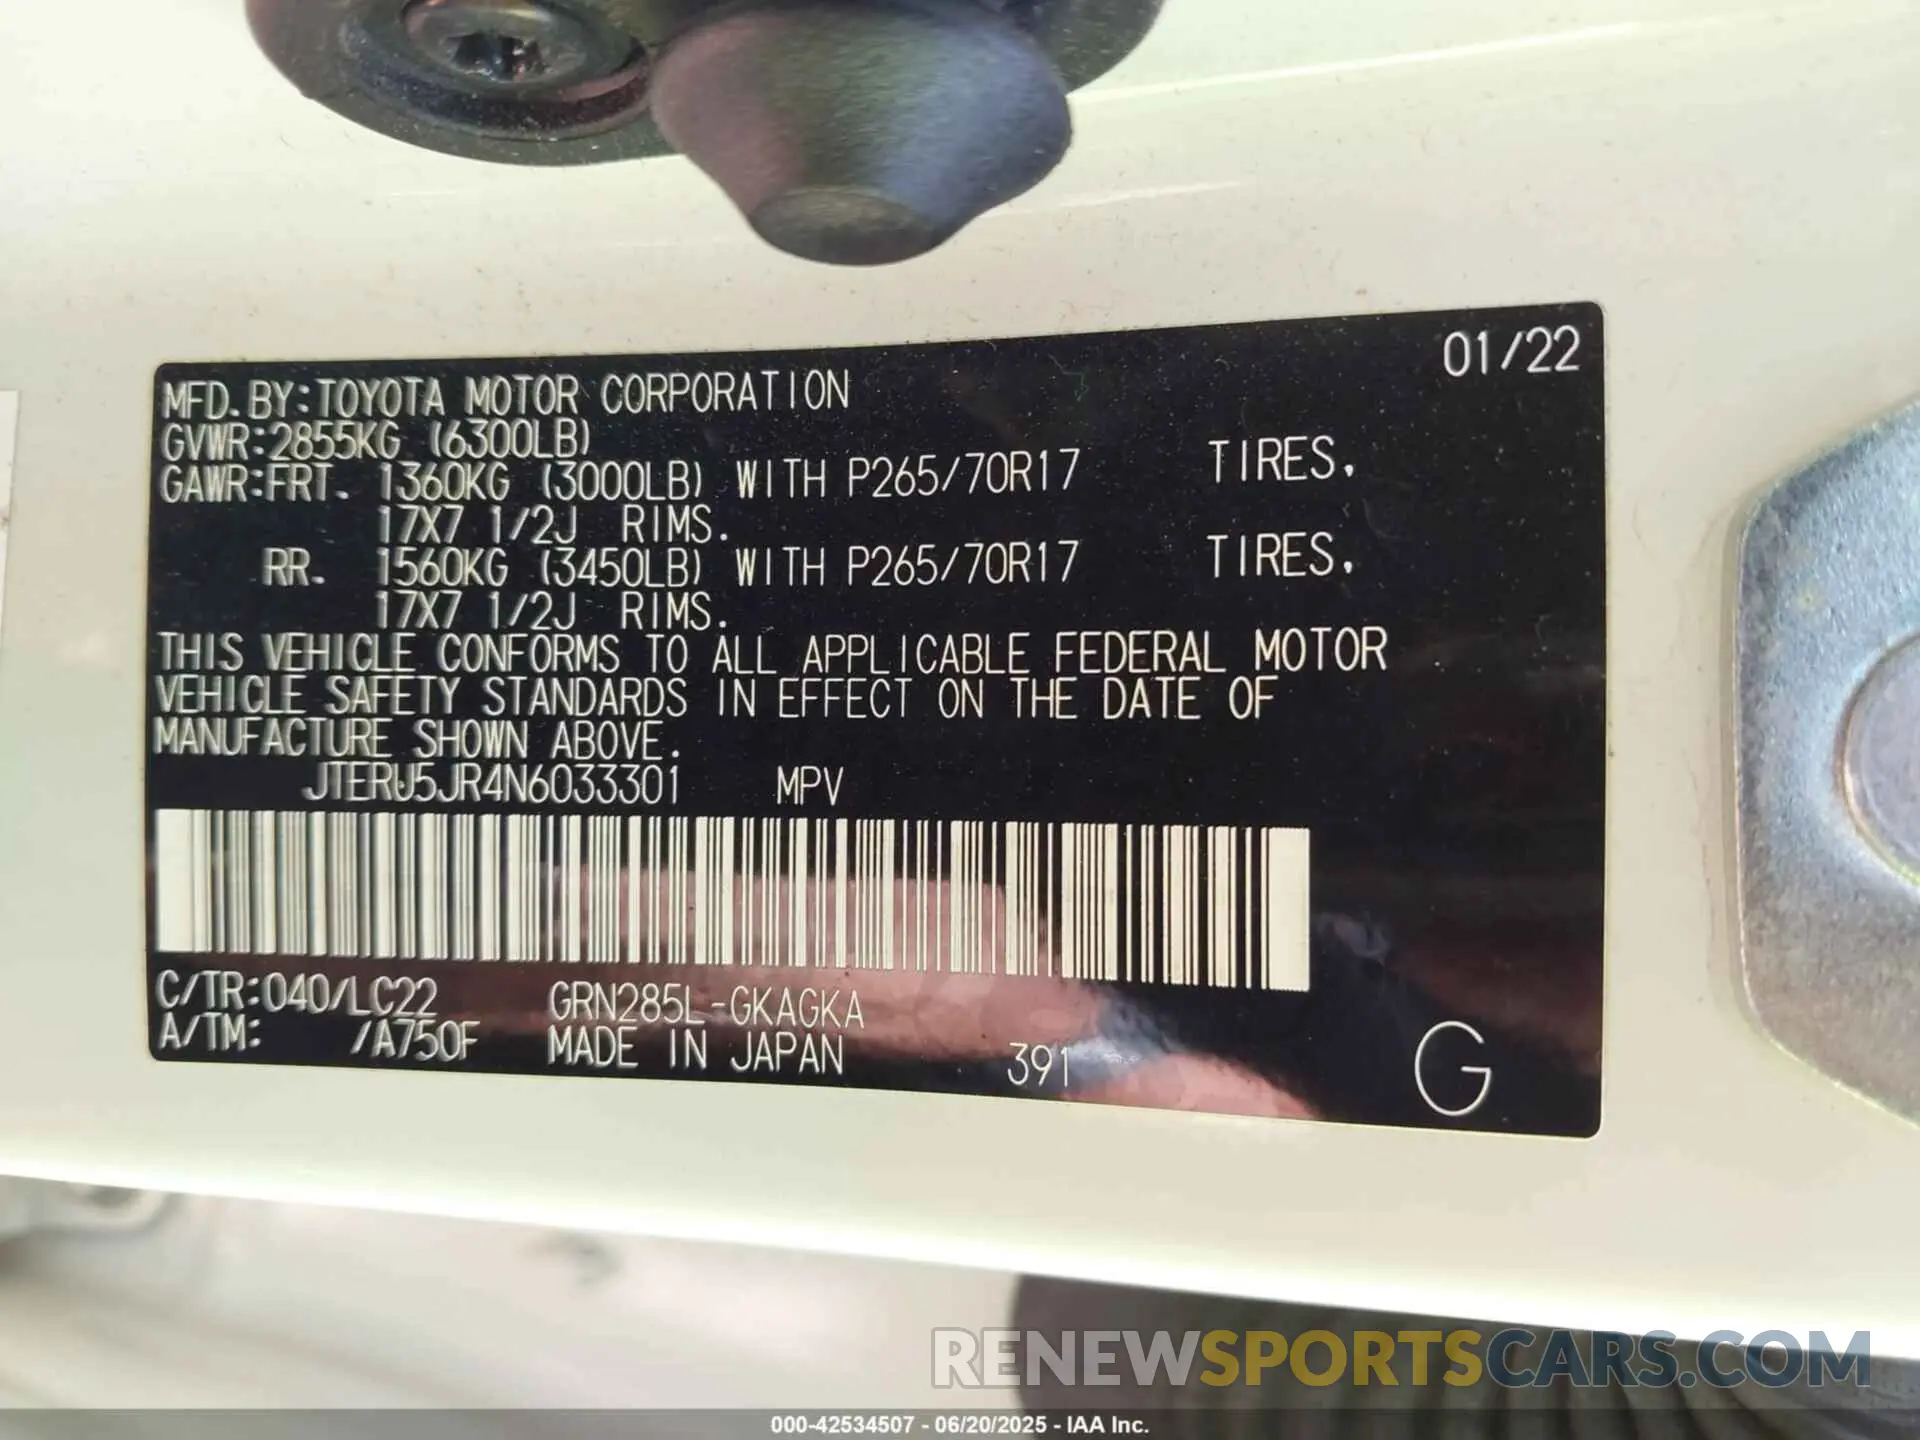 01/22
MFD. BY: TOYOTA MOTOR CORPORATION
GVWR: 2855KG (6300LB)
GAWR: FRT. 1360KG (3000LB) WITH P265/70R17 TIRES,
17X7 1/2J RIMS.
RR. 1560KG (3450LB) WITH P265/70R17 TIRES,
17X7 1/2J RIMS.
THIS VEHICLE CONFORMS TO ALL APPLICABLE FEDERAL MOTOR
VEHICLE SAFETY STANDARDS IN EFFECT ON THE DATE OF
MANUFACTURE SHOWN ABOVE.
JTERU5JR4N6033301 MPV
C/TR: 040/LC22 GRN285L-GKAGKA
A/TM: /A750F MADE IN JAPAN 391
G
RENEWSPORTSCARS.COM
000-42534507 - 06/20/2025 - IAA Inc.